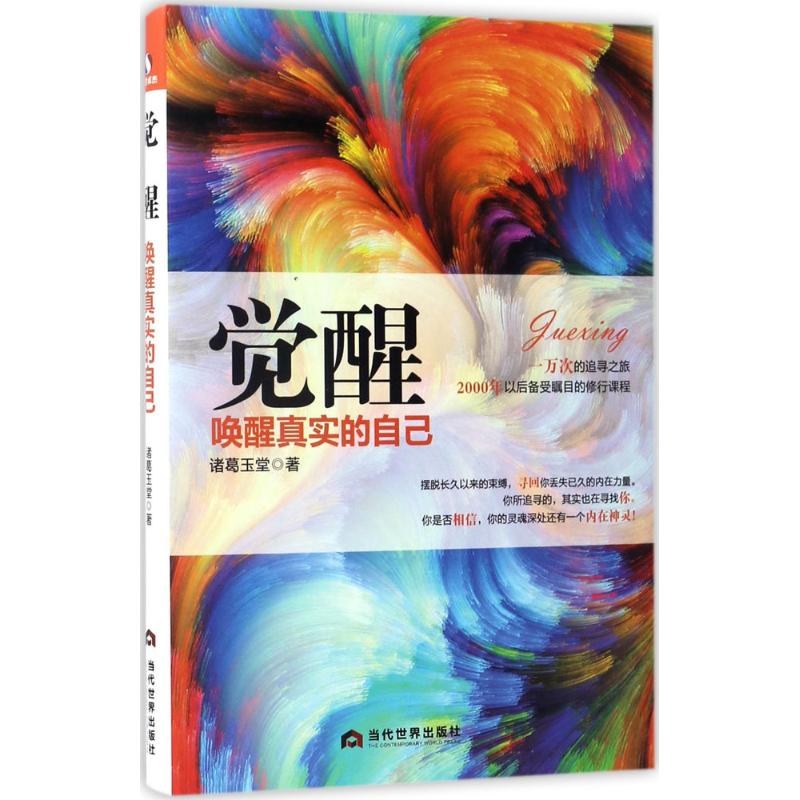 觉醒
唤醒真实的自己
诸葛玉堂◎著
当代世界出版社
觉醒
Juexing
一万次的追寻之旅
2000年以后备受瞩目的修行课程
唤醒真实的自己
诸葛玉堂◎著
摆脱长久以来的束缚，寻回你丢失已久的内在力量。
你所追寻的，其实也在寻找你。
你是否相信，你的灵魂深处还有一个内在神灵！
当代世界出版社
THE CONTEMPORARY WORLD PRESS